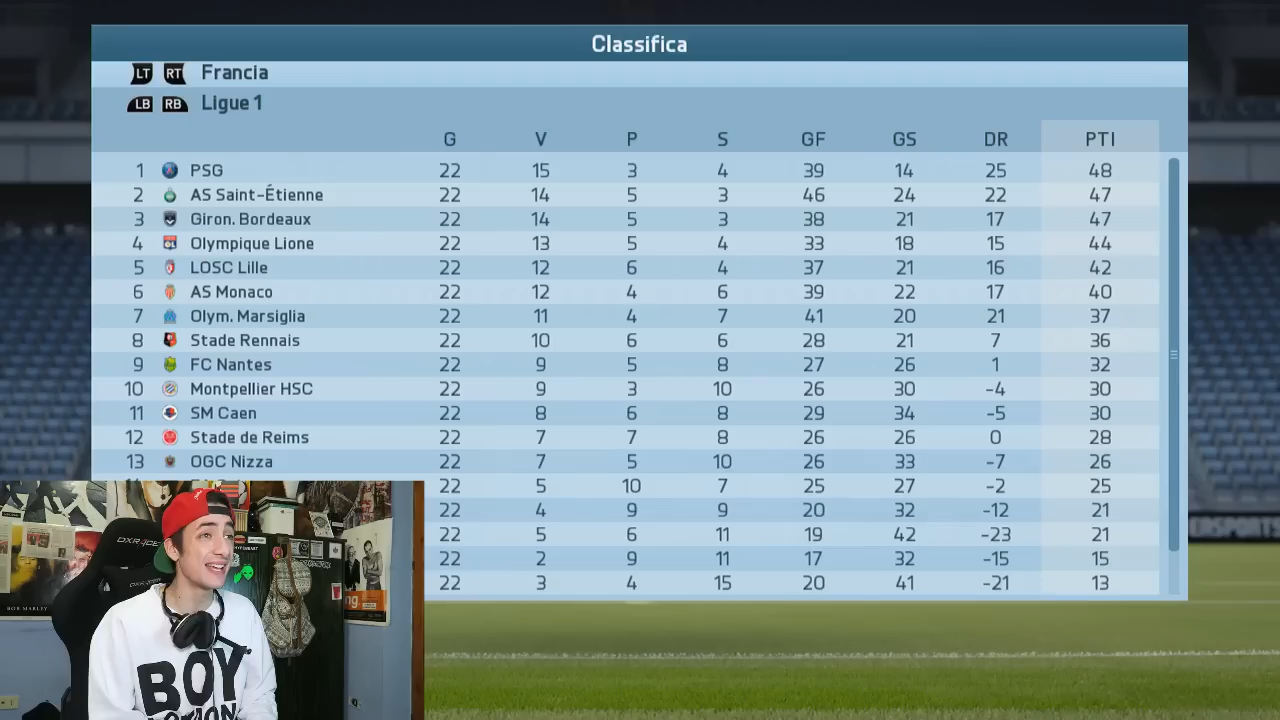 Classifica
LT RT Francia
LB RB Ligue 1
G V P S GF GS DR PTI
1 PSG 22 15 3 4 39 14 25 48
2 AS Saint-Étienne 22 14 5 3 46 24 22 47
3 Giron. Bordeaux 22 14 5 3 38 21 17 47
4 Olympique Lione 22 13 5 4 33 18 15 44
5 LOSC Lille 22 12 6 4 37 21 16 42
6 AS Monaco 22 12 4 6 39 22 17 40
7 Olym. Marsiglia 22 11 4 7 41 20 21 37
8 Stade Rennais 22 10 6 6 28 21 7 36
9 FC Nantes 22 9 5 8 27 26 1 32
10 Montpellier HSC 22 9 3 10 26 30 -4 30
11 SM Caen 22 8 6 8 29 34 -5 30
12 Stade de Reims 22 7 7 8 26 26 0 28
13 OGC Nizza 22 7 5 10 26 33 -7 26
22 5 10 7 25 27 -2 25
22 4 9 9 20 32 -12 21
22 5 6 11 19 42 -23 21
22 2 9 11 17 32 -15 15
22 3 4 15 20 41 -21 13
DXRACER
BOB MARLEY
BOY
LONDON